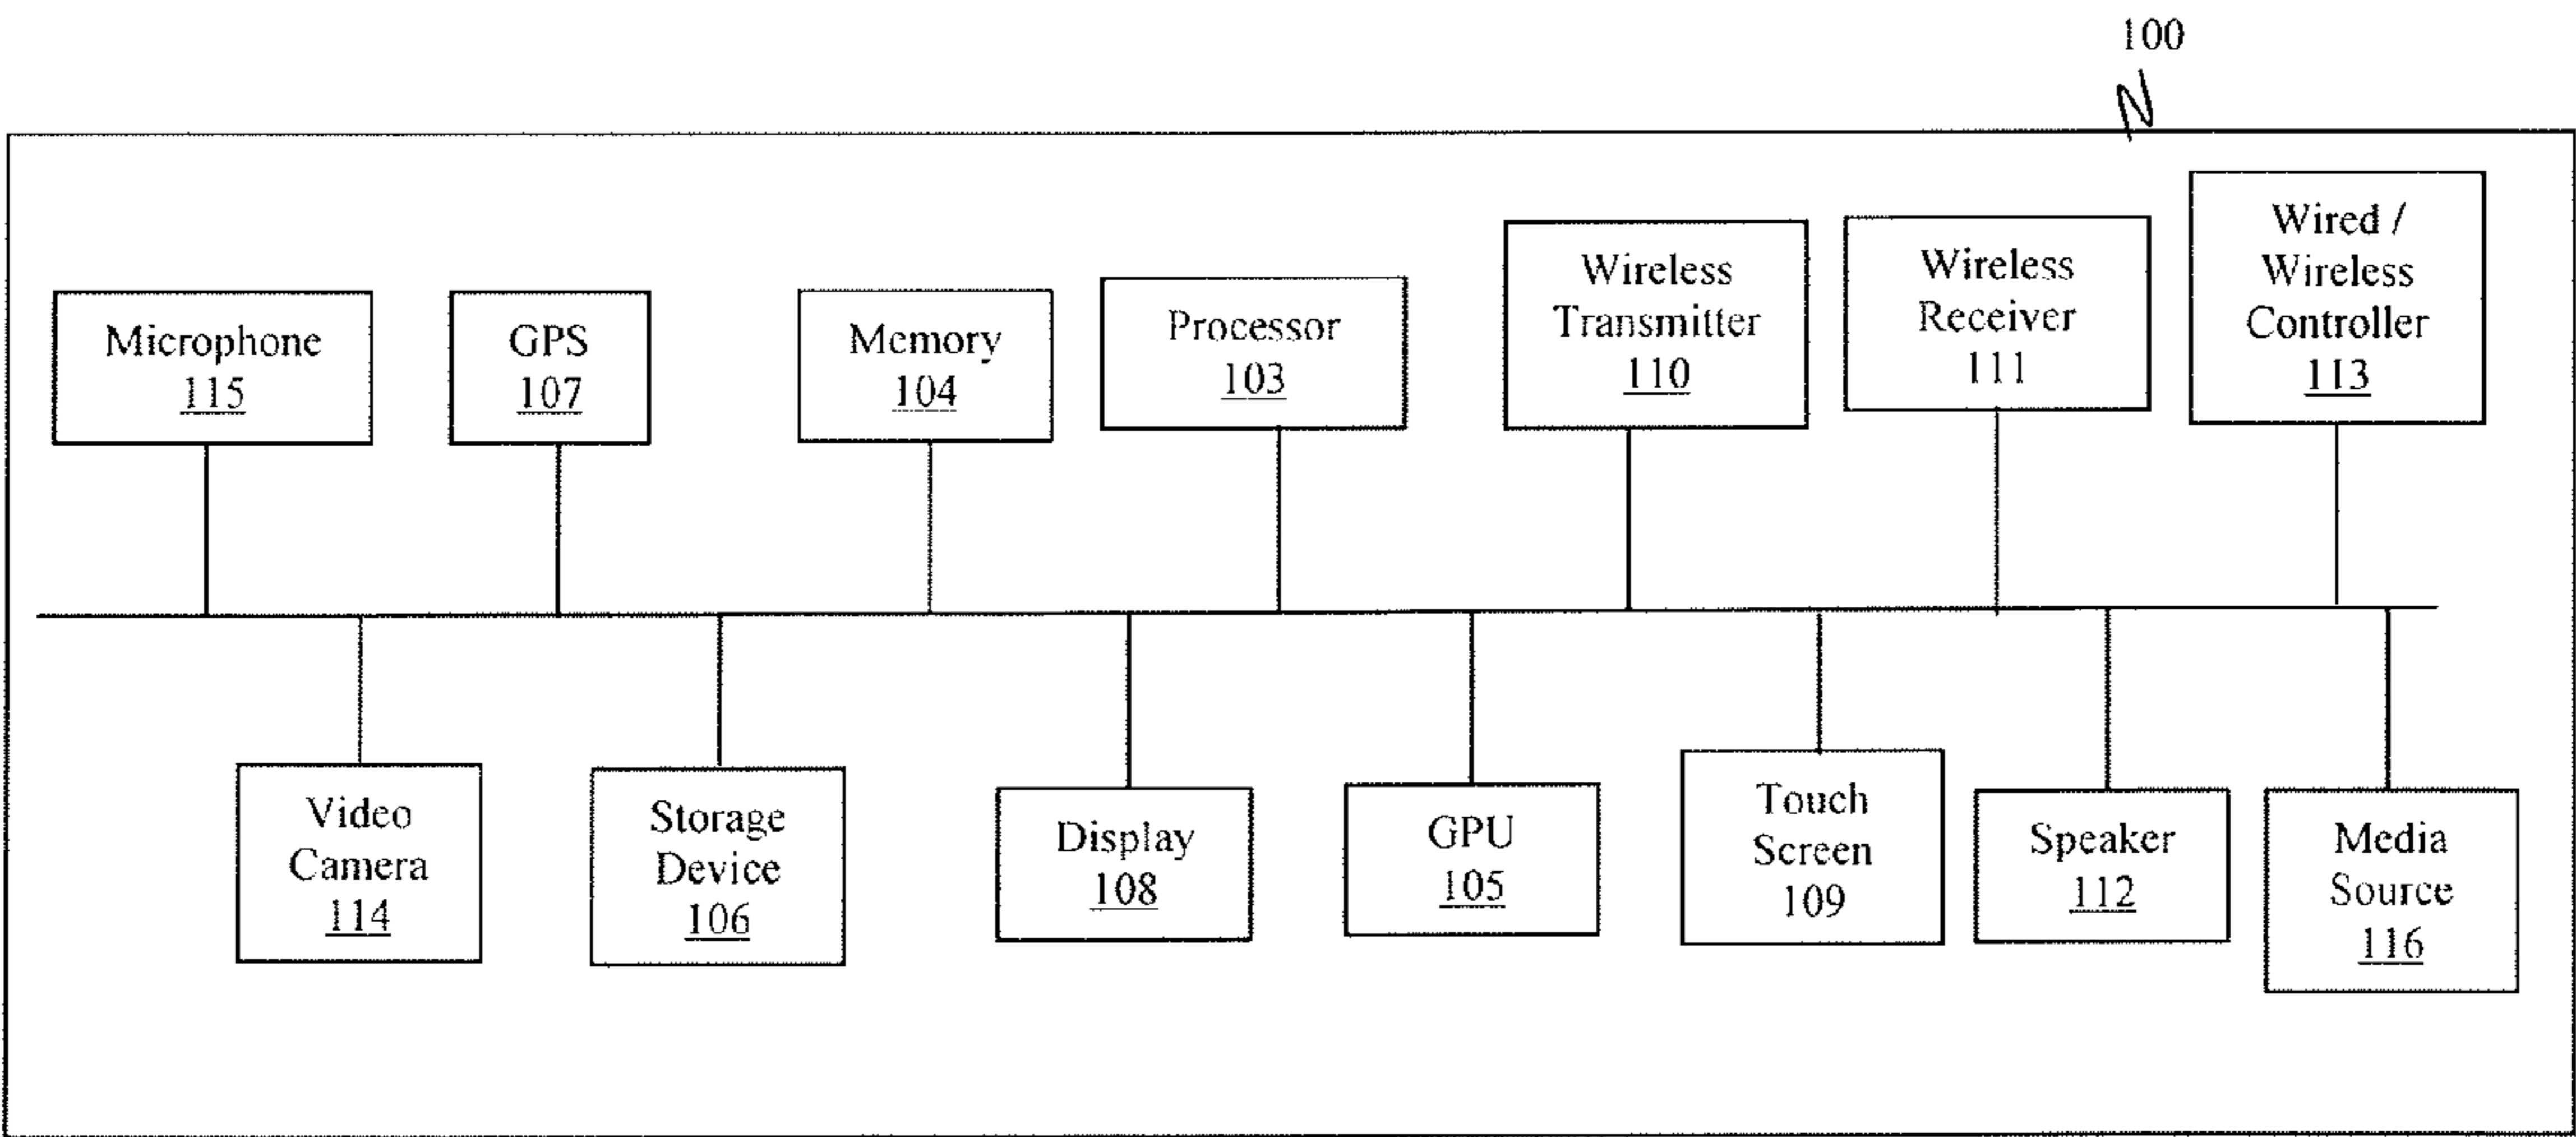 100
Microphone
115
GPS
107
Memory
104
Processor
103
Wireless
Transmitter
110
Wireless
Receiver
111
Wired /
Wireless
Controller
113
Video
Camera
114
Storage
Device
106
Display
108
GPU
105
Touch
Screen
109
Speaker
112
Media
Source
116